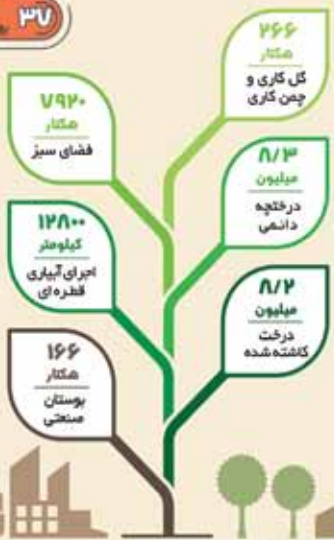 ۳۷
۲۶۶
هکتار
گل کاری و
چمن کاری
۷۹۲۰
هکتار
فضای سبز
۸/۳
میلیون
درختچه
دائمی
۱۲۸۰۰
کیلومتر
اجرای آبیاری
قطره ای
۸/۲
میلیون
درخت
کاشته شده
۱۶۶
هکتار
بوستان
صنعتی